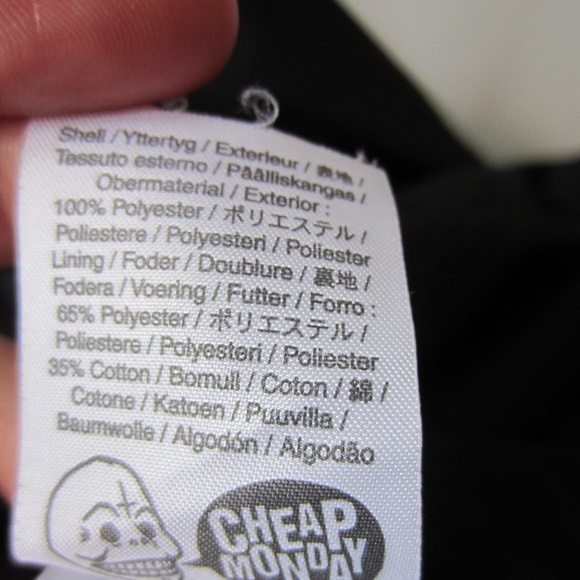 Shell / Yttertyg / Exterieur / 表地 /
Tessuto esterno / Päälliskangas /
Obermaterial / Exterior :
100% Polyester / ポリエステル /
Poliestere / Polyesteri / Poliester
Lining / Foder / Doublure / 裏地 /
Fodera / Voering / Futter / Forro :
65% Polyester / ポリエステル /
Poliestere / Polyesteri / Poliester
35% Cotton / Bomull / Coton / 綿 /
Cotone / Katoen / Puuvilla /
Baumwolle / Algodón / Algodão
CHEAP
MONDAY